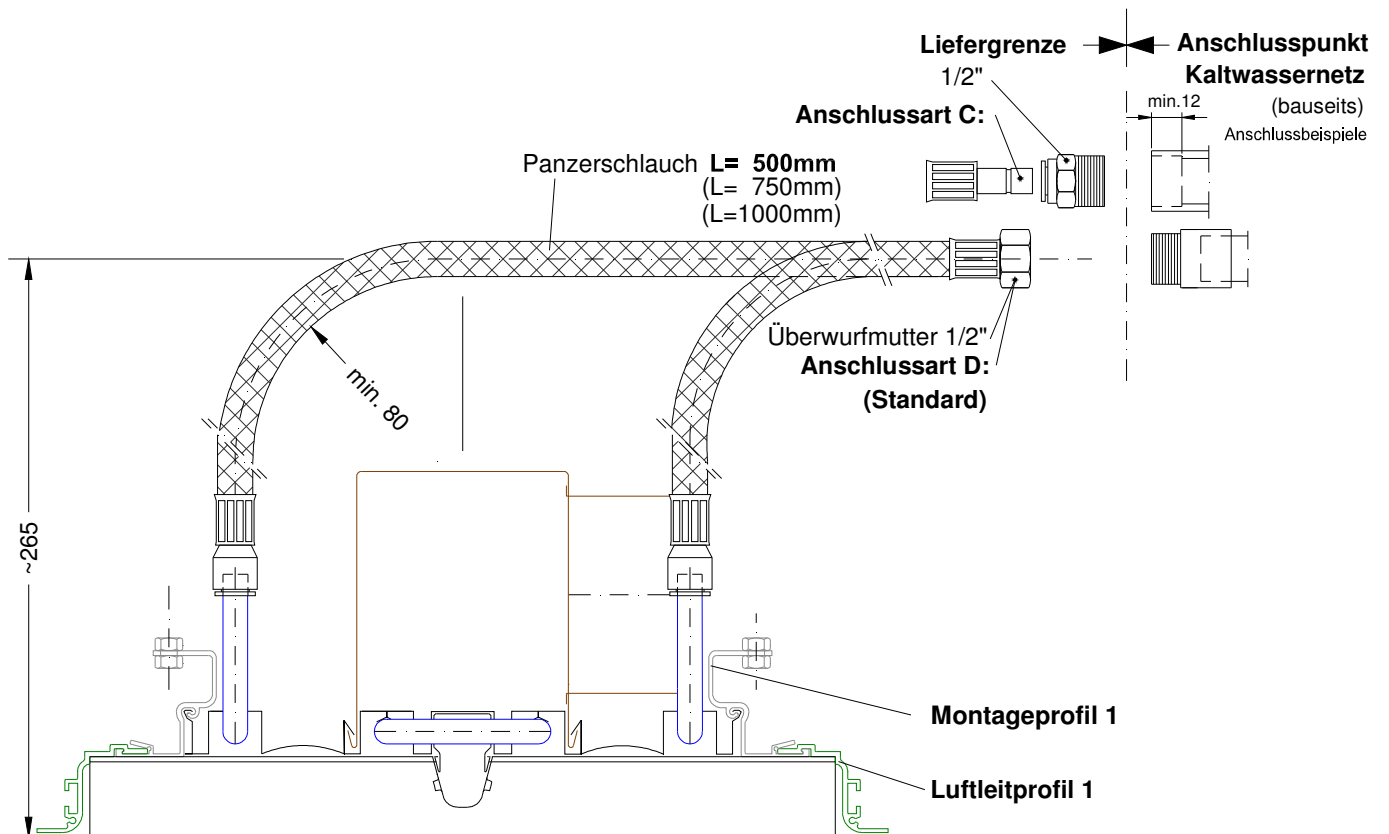 Liefergrenze
1/2"
Anschlussart C:
Anschlusspunkt
Kaltwassernetz
(bauseits)
Anschlussbeispiele
min.12
Panzerschlauch L= 500mm
(L= 750mm)
(L=1000mm)
Überwurfmutter 1/2"
Anschlussart D:
(Standard)
min. 80
~265
Montageprofil 1
Luftleitprofil 1